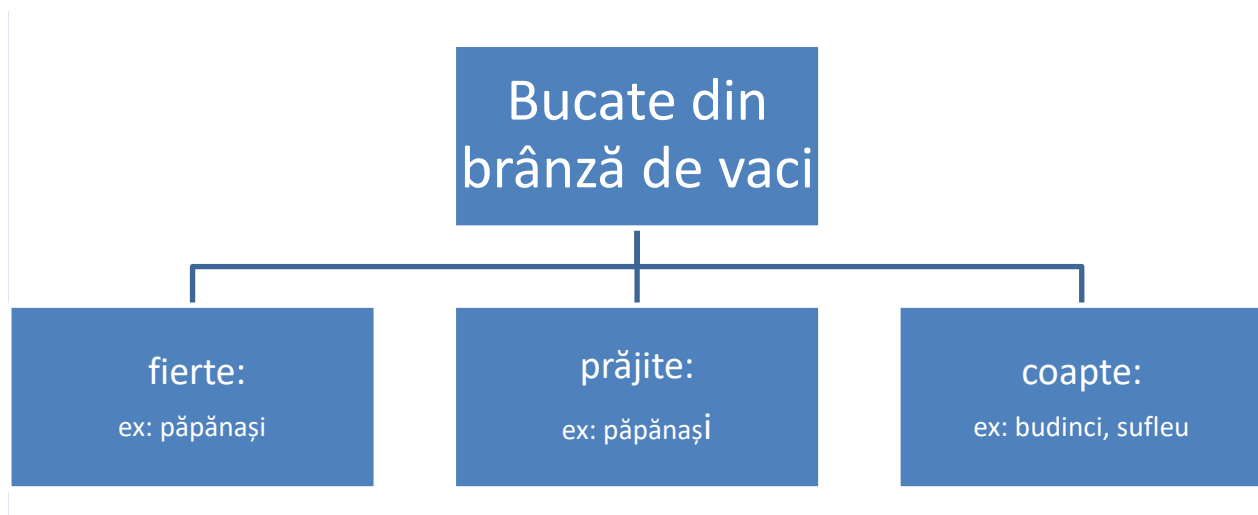 Bucate din
brânză de vaci
fierte:
ex: păpănași
prăjite:
ex: păpănași
coapte:
ex: budinci, sufleu